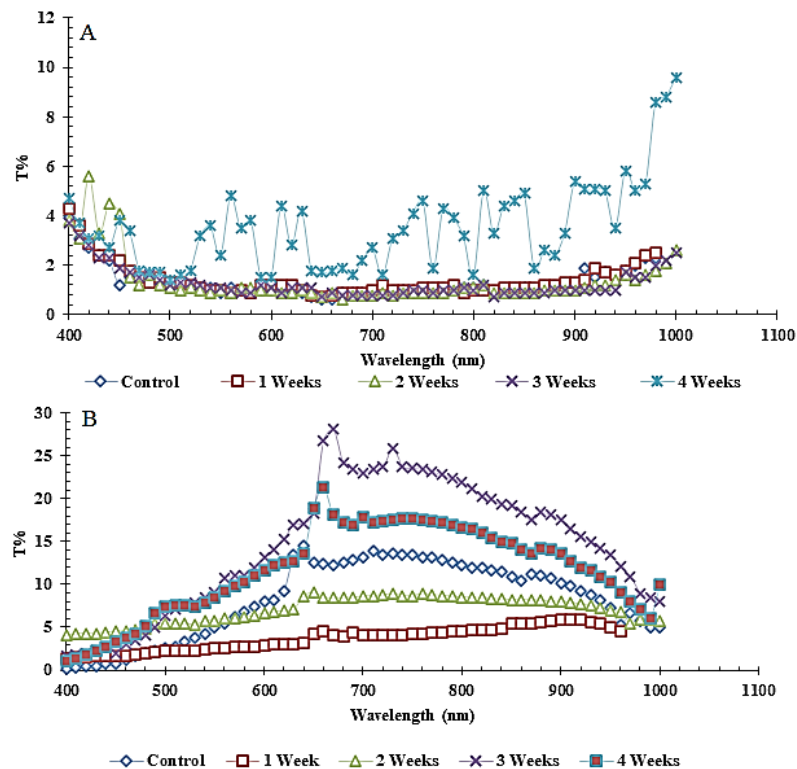 A
12
10
8
6
4
2
0
T%
400 500 600 700 800 900 1000 1100
Wavelength (nm)
Control 1 Weeks 2 Weeks 3 Weeks 4 Weeks
B
30
25
20
15
10
5
0
T%
400 500 600 700 800 900 1000 1100
Wavelength (nm)
Control 1 Week 2 Weeks 3 Weeks 4 Weeks